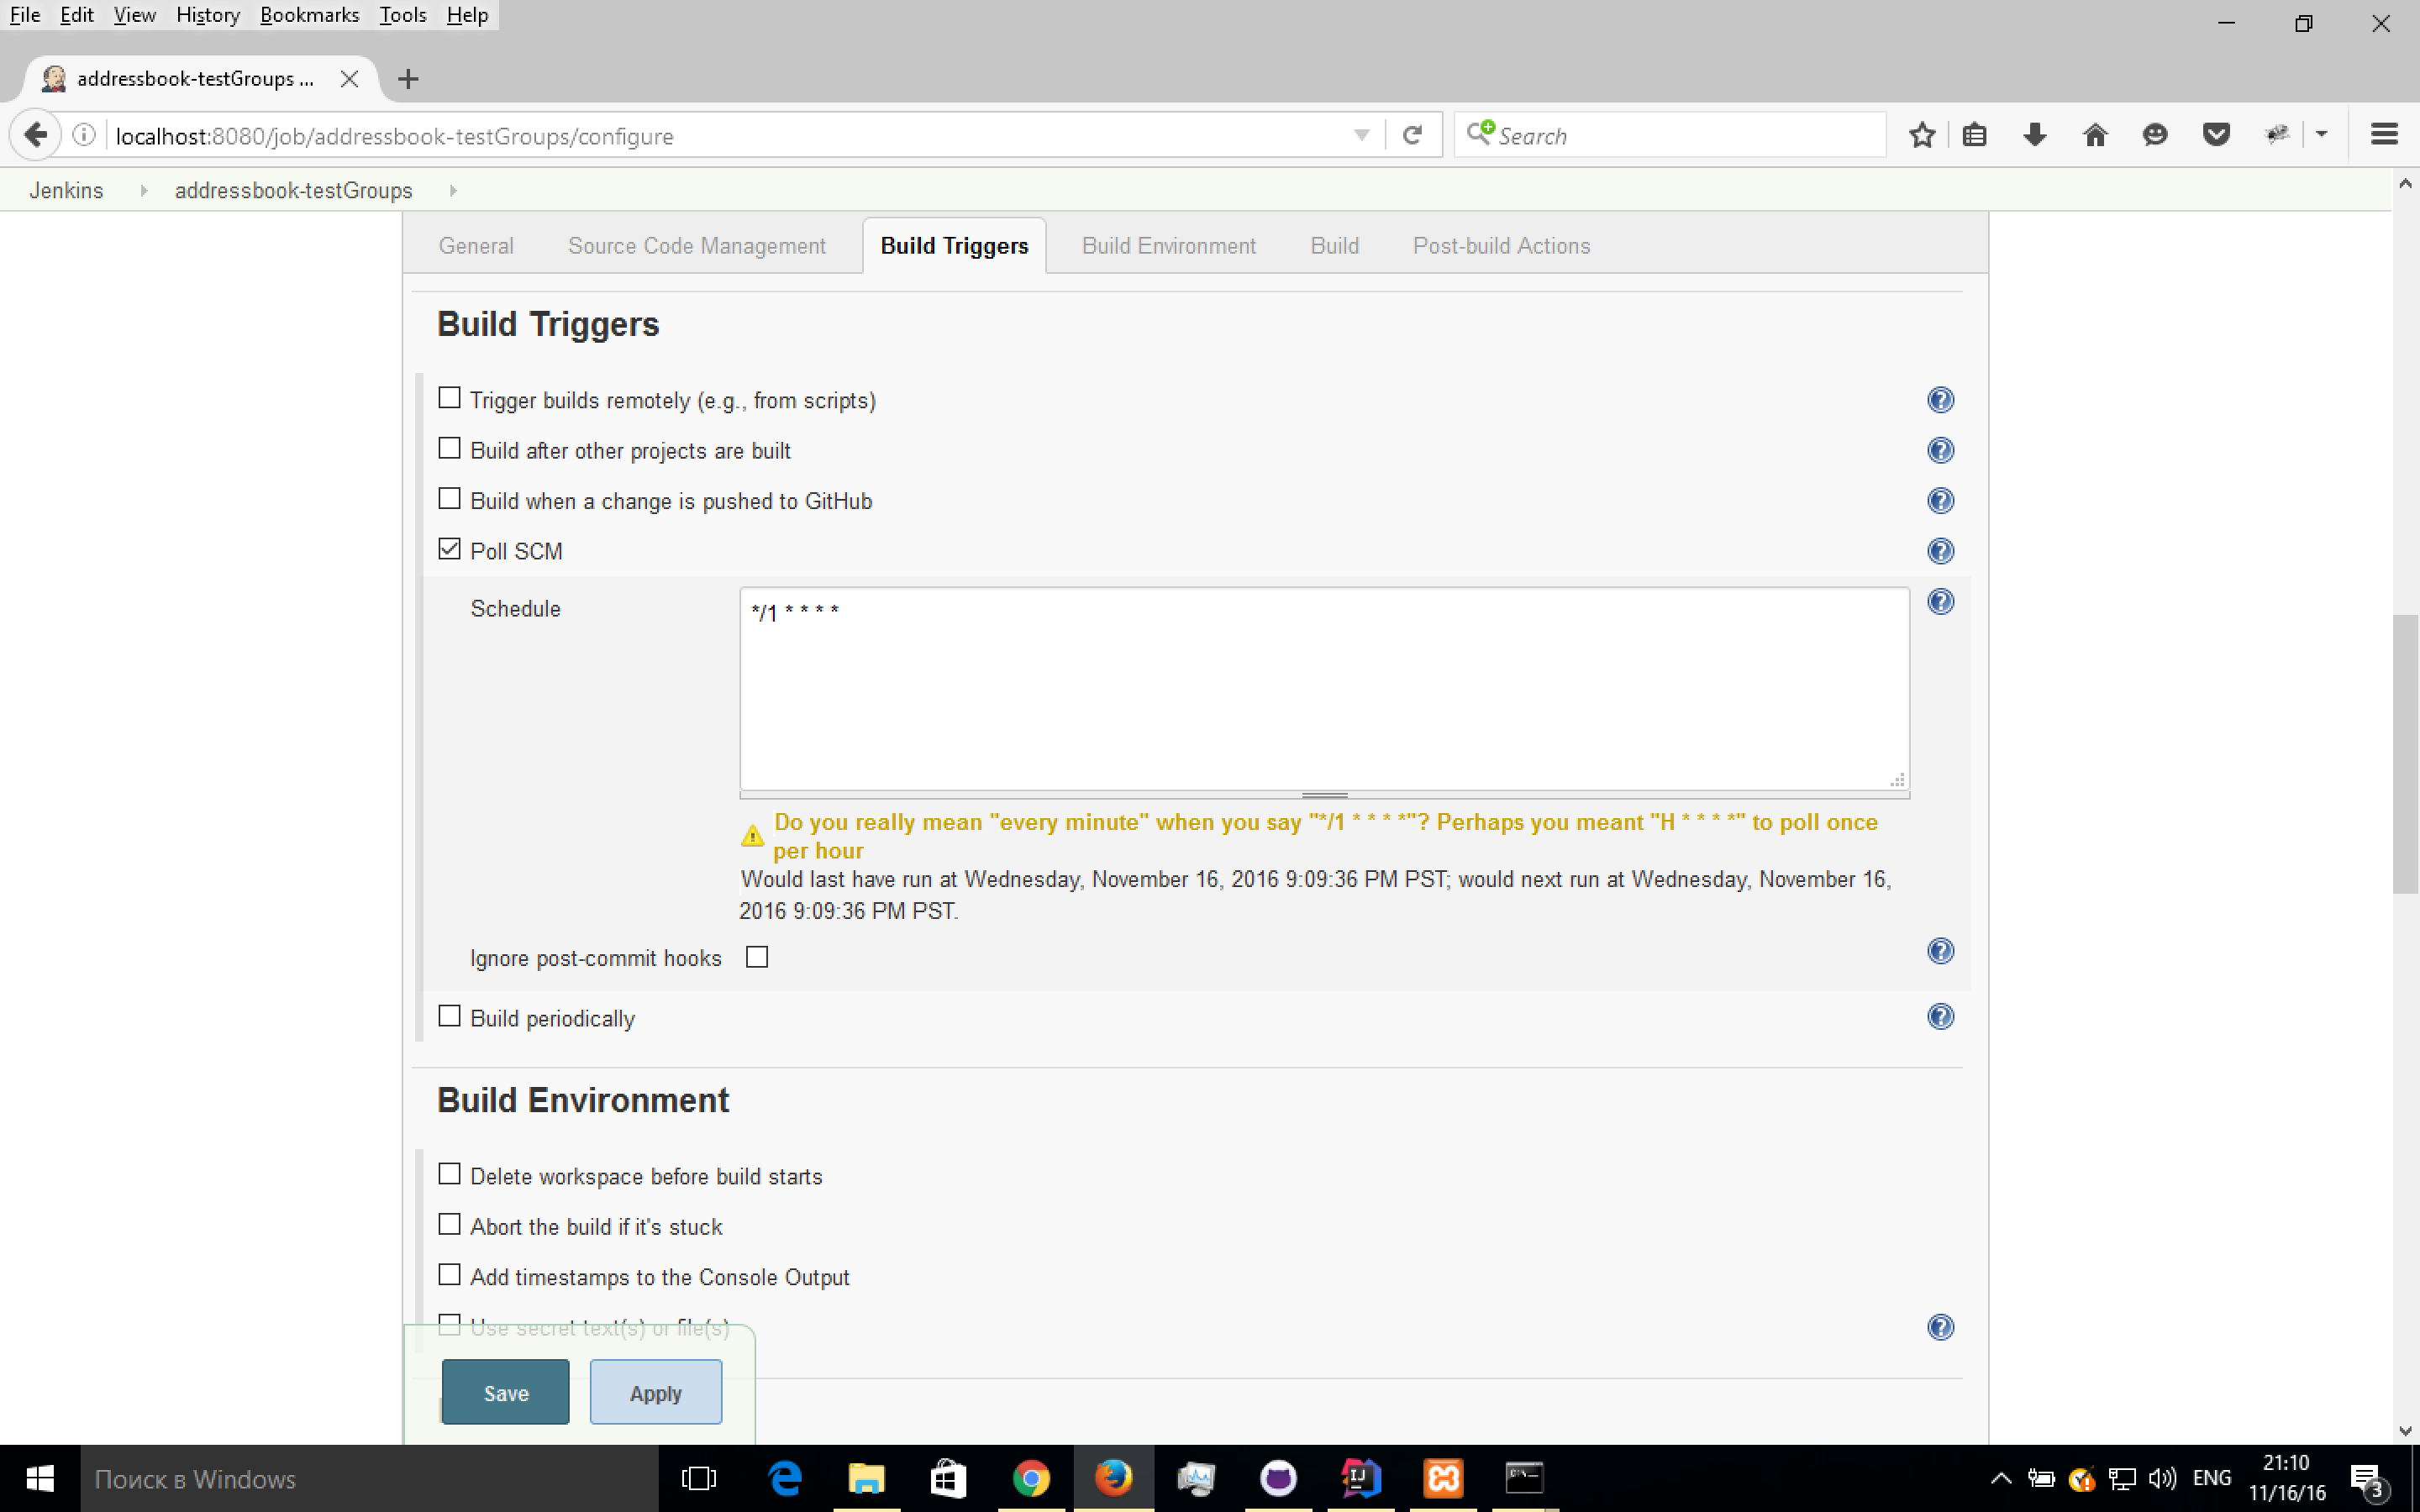 File Edit View History Bookmarks Tools Help
addressbook-testGroups ...
localhost:8080/job/addressbook-testGroups/configure
Search
Jenkins addressbook-testGroups
General Source Code Management Build Triggers Build Environment Build Post-build Actions
Build Triggers
Trigger builds remotely (e.g., from scripts)
Build after other projects are built
Build when a change is pushed to GitHub
Poll SCM
Schedule
*/1 * * * *
Do you really mean "every minute" when you say "*/1 * * * *"? Perhaps you meant "H * * * *" to poll once
per hour
Would last have run at Wednesday, November 16, 2016 9:09:36 PM PST; would next run at Wednesday, November 16,
2016 9:09:36 PM PST.
Ignore post-commit hooks
Build periodically
Build Environment
Delete workspace before build starts
Abort the build if it's stuck
Add timestamps to the Console Output
Use secret text(s) or file(s)
Save Apply
Поиск в Windows
IJ
ENG
21:10
11/16/16
3